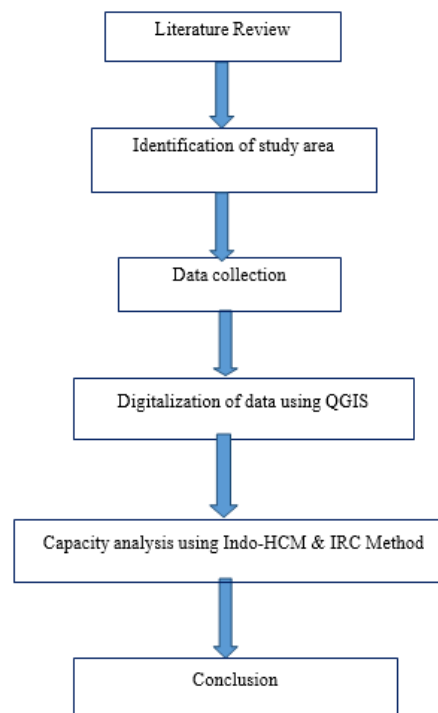 Literature Review
Identification of study area
Data collection
Digitalization of data using QGIS
Capacity analysis using Indo-HCM & IRC Method
Conclusion